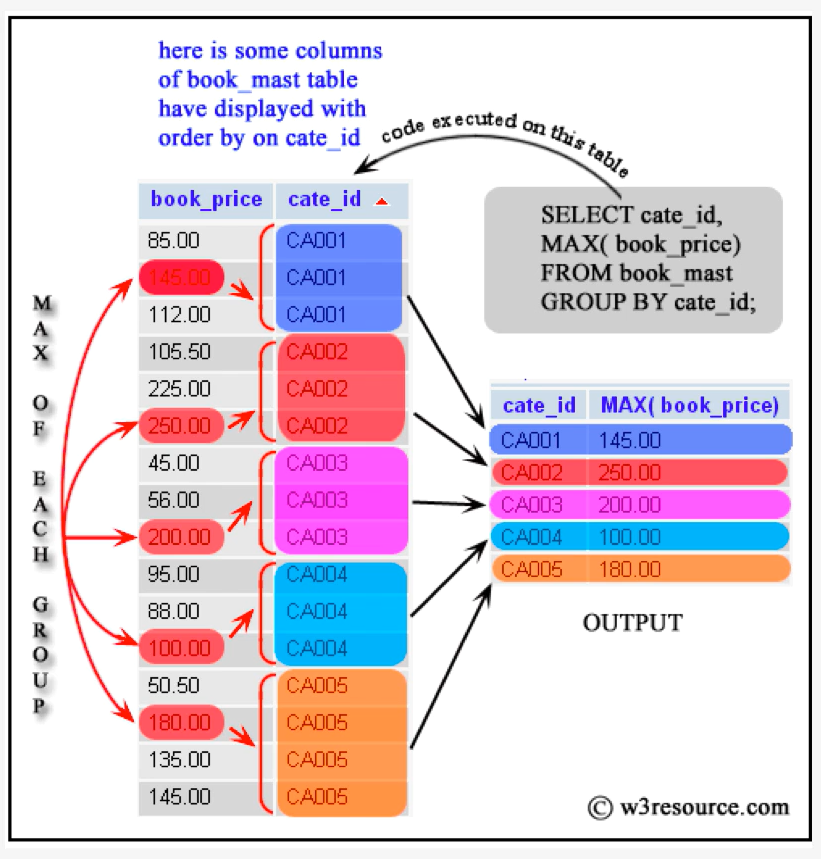 here is some columns
of book_mast table
have displayed with
order by on cate_id
code executed on this table
SELECT cate_id,
MAX( book_price)
FROM book_mast
GROUP BY cate_id;
MAX OF EACH GROUP
book_price cate_id
85.00 CA001
145.00 CA001
112.00 CA001
105.50 CA002
225.00 CA002
250.00 CA002
45.00 CA003
56.00 CA003
200.00 CA003
95.00 CA004
88.00 CA004
100.00 CA004
50.50 CA005
180.00 CA005
135.00 CA005
145.00 CA005
cate_id MAX( book_price)
CA001 145.00
CA002 250.00
CA003 200.00
CA004 100.00
CA005 180.00
OUTPUT
© w3resource.com